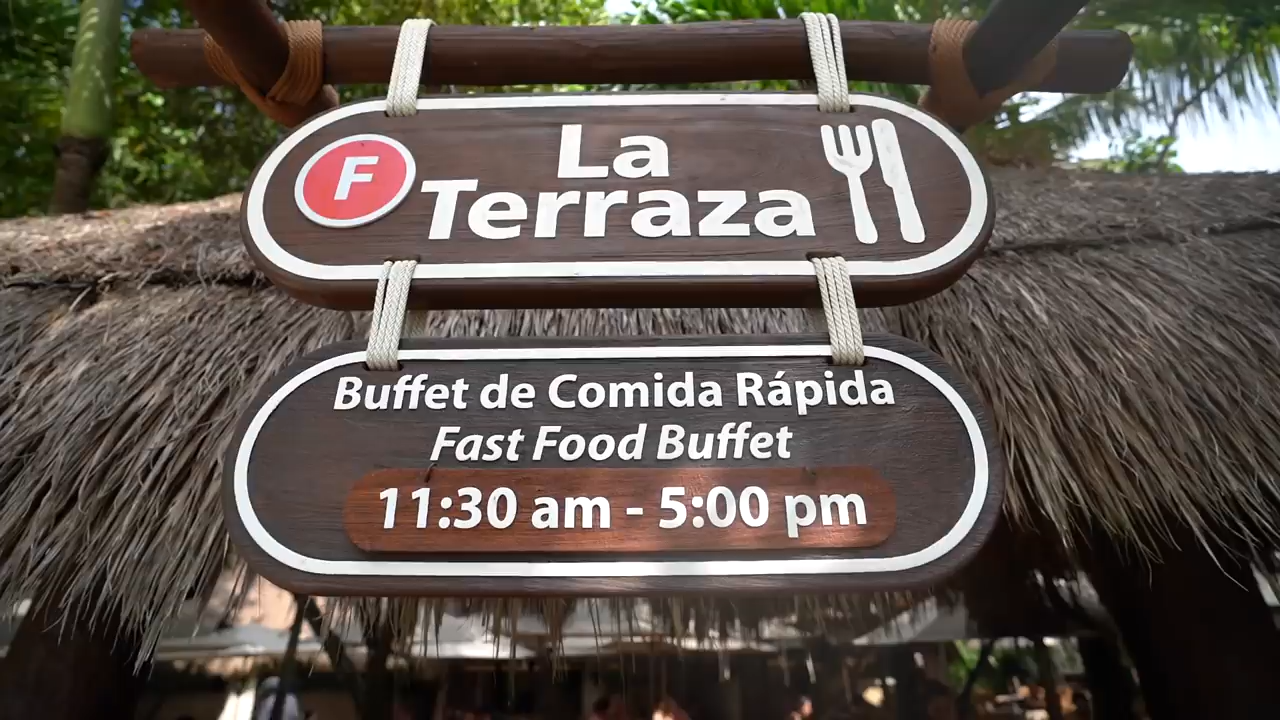 F
La
Terraza
Buffet de Comida Rápida
Fast Food Buffet
11:30 am - 5:00 pm